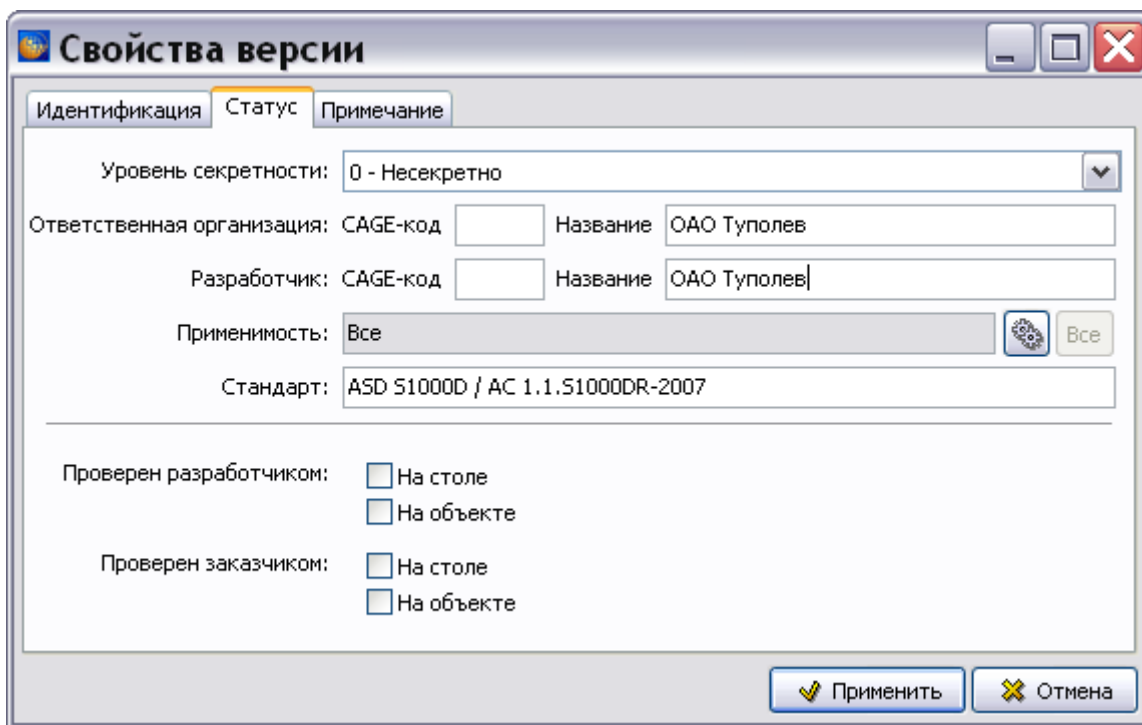 Свойства версии
Идентификация Статус Примечание
Уровень секретности: 0 - Несекретно
Ответственная организация: CAGE-код Название ОАО Туполев
Разработчик: CAGE-код Название ОАО Туполев
Применимость: Все Все
Стандарт: ASD S1000D / AC 1.1.S1000DR-2007
Проверен разработчиком: На столе
На объекте
Проверен заказчиком: На столе
На объекте
Применить Отмена